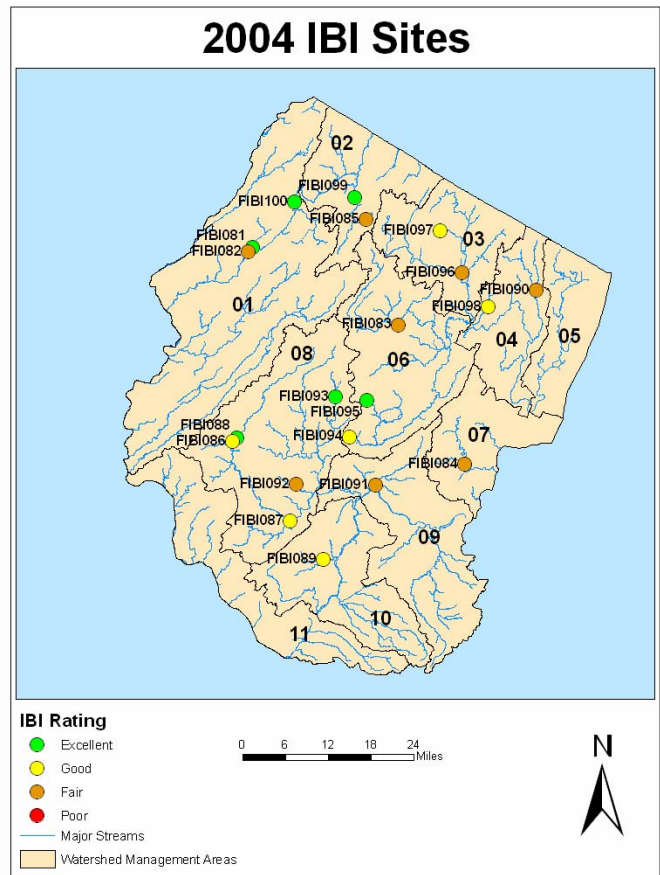 2004 IBI Sites
02
FIBI099
FIBI100
FIBI085
FIBI097
03
FIBI081
FIBI082
FIBI096
FIBI090
FIBI098
01
FIBI083
04
05
08
06
FIBI093
FIBI095
FIBI088
FIBI086
FIBI094
07
FIBI084
FIBI092
FIBI091
FIBI087
09
FIBI089
10
11
IBI Rating
Excellent
Good
Fair
Poor
Major Streams
Watershed Management Areas
0 6 12 18 24
Miles
N